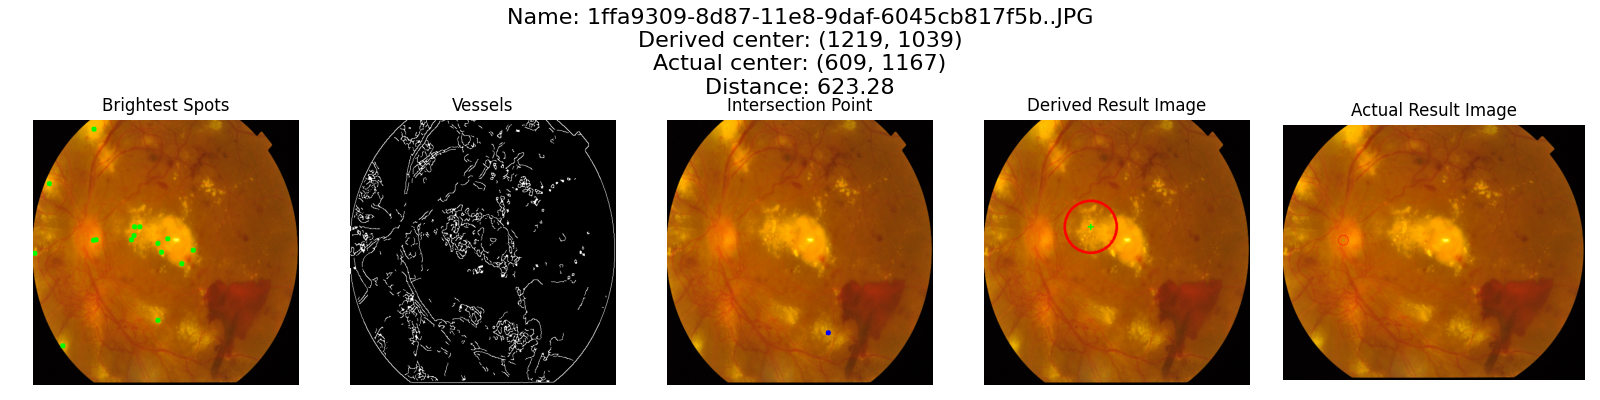 Name: 1ffa9309-8d87-11e8-9daf-6045cb817f5b..JPG
Derived center: (1219, 1039)
Actual center: (609, 1167)
Distance: 623.28
Brightest Spots
Vessels
Intersection Point
Derived Result Image
Actual Result Image